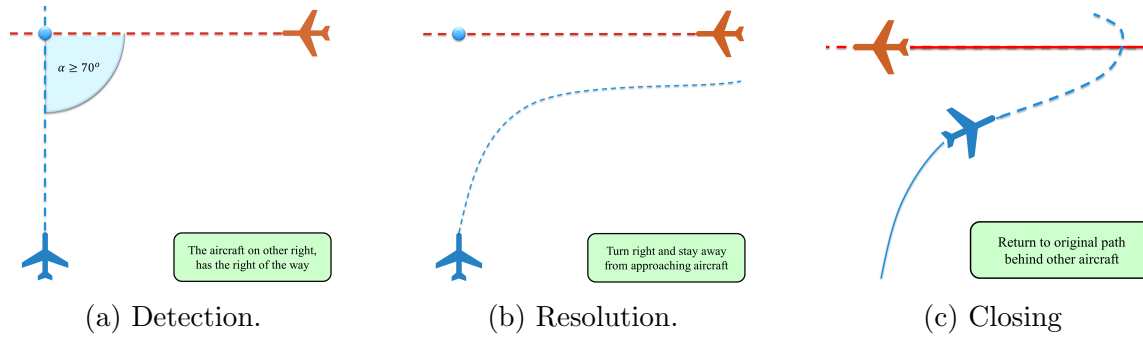 α ≥ 70°
The aircraft on other right,
has the right of the way
(a) Detection.
Turn right and stay away
from approaching aircraft
(b) Resolution.
Return to original path
behind other aircraft
(c) Closing